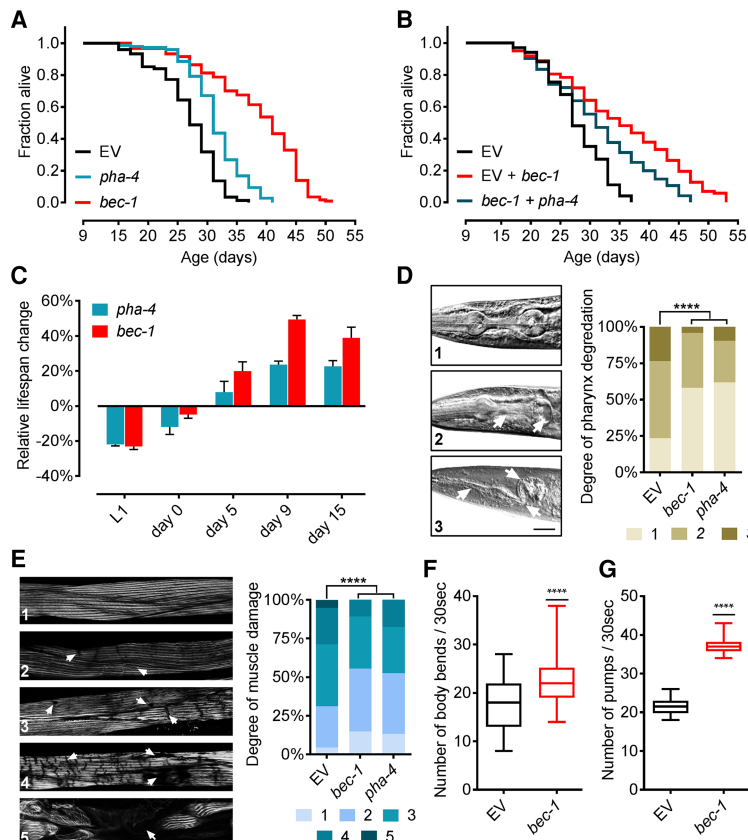 A
Fraction alive
1.0
0.8
0.6
0.4
0.2
0.0
EV
pha-4
bec-1
9 15 20 25 30 35 40 45 50 55
Age (days)
B
Fraction alive
1.0
0.8
0.6
0.4
0.2
0.0
EV
EV + bec-1
bec-1 + pha-4
9 15 20 25 30 35 40 45 50 55
Age (days)
C
Relative lifespan change
60%
40%
20%
0%
-20%
-40%
pha-4
bec-1
L1 day 0 day 5 day 9 day 15
D
1
2
3
Degree of pharynx degredation
****
100%
75%
50%
25%
0%
EV bec-1 pha-4
1 2 3
E
1
2
3
4
5
Degree of muscle damage
****
100%
75%
50%
25%
0%
EV bec-1 pha-4
1 2 3
4 5
F
Number of body bends / 30sec
****
40
30
20
10
0
EV bec-1
G
Number of pumps / 30sec
****
50
40
30
20
10
0
EV bec-1